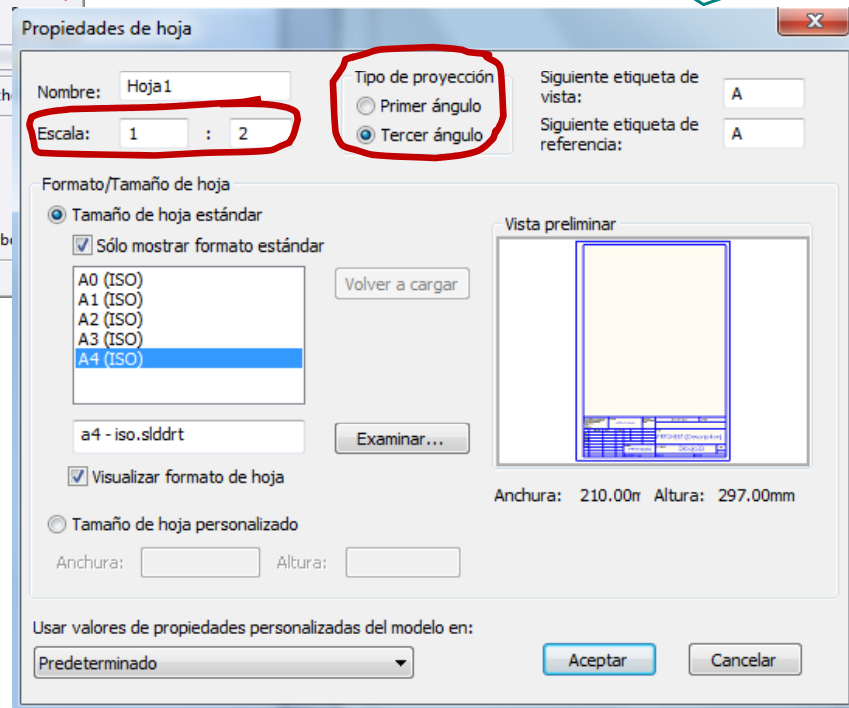 Propiedades de hoja
Nombre: Hoja1
Escala: 1 : 2
Tipo de proyección
Primer ángulo
Tercer ángulo
Siguiente etiqueta de vista: A
Siguiente etiqueta de referencia: A
Formato/Tamaño de hoja
Tamaño de hoja estándar
Sólo mostrar formato estándar
A0 (ISO)
A1 (ISO)
A2 (ISO)
A3 (ISO)
A4 (ISO)
Volver a cargar
a4 - iso.slddrt
Examinar...
Visualizar formato de hoja
Tamaño de hoja personalizado
Anchura: Altura:
Vista preliminar
Anchura: 210.00m Altura: 297.00mm
Usar valores de propiedades personalizadas del modelo en:
Predeterminado
Aceptar
Cancelar